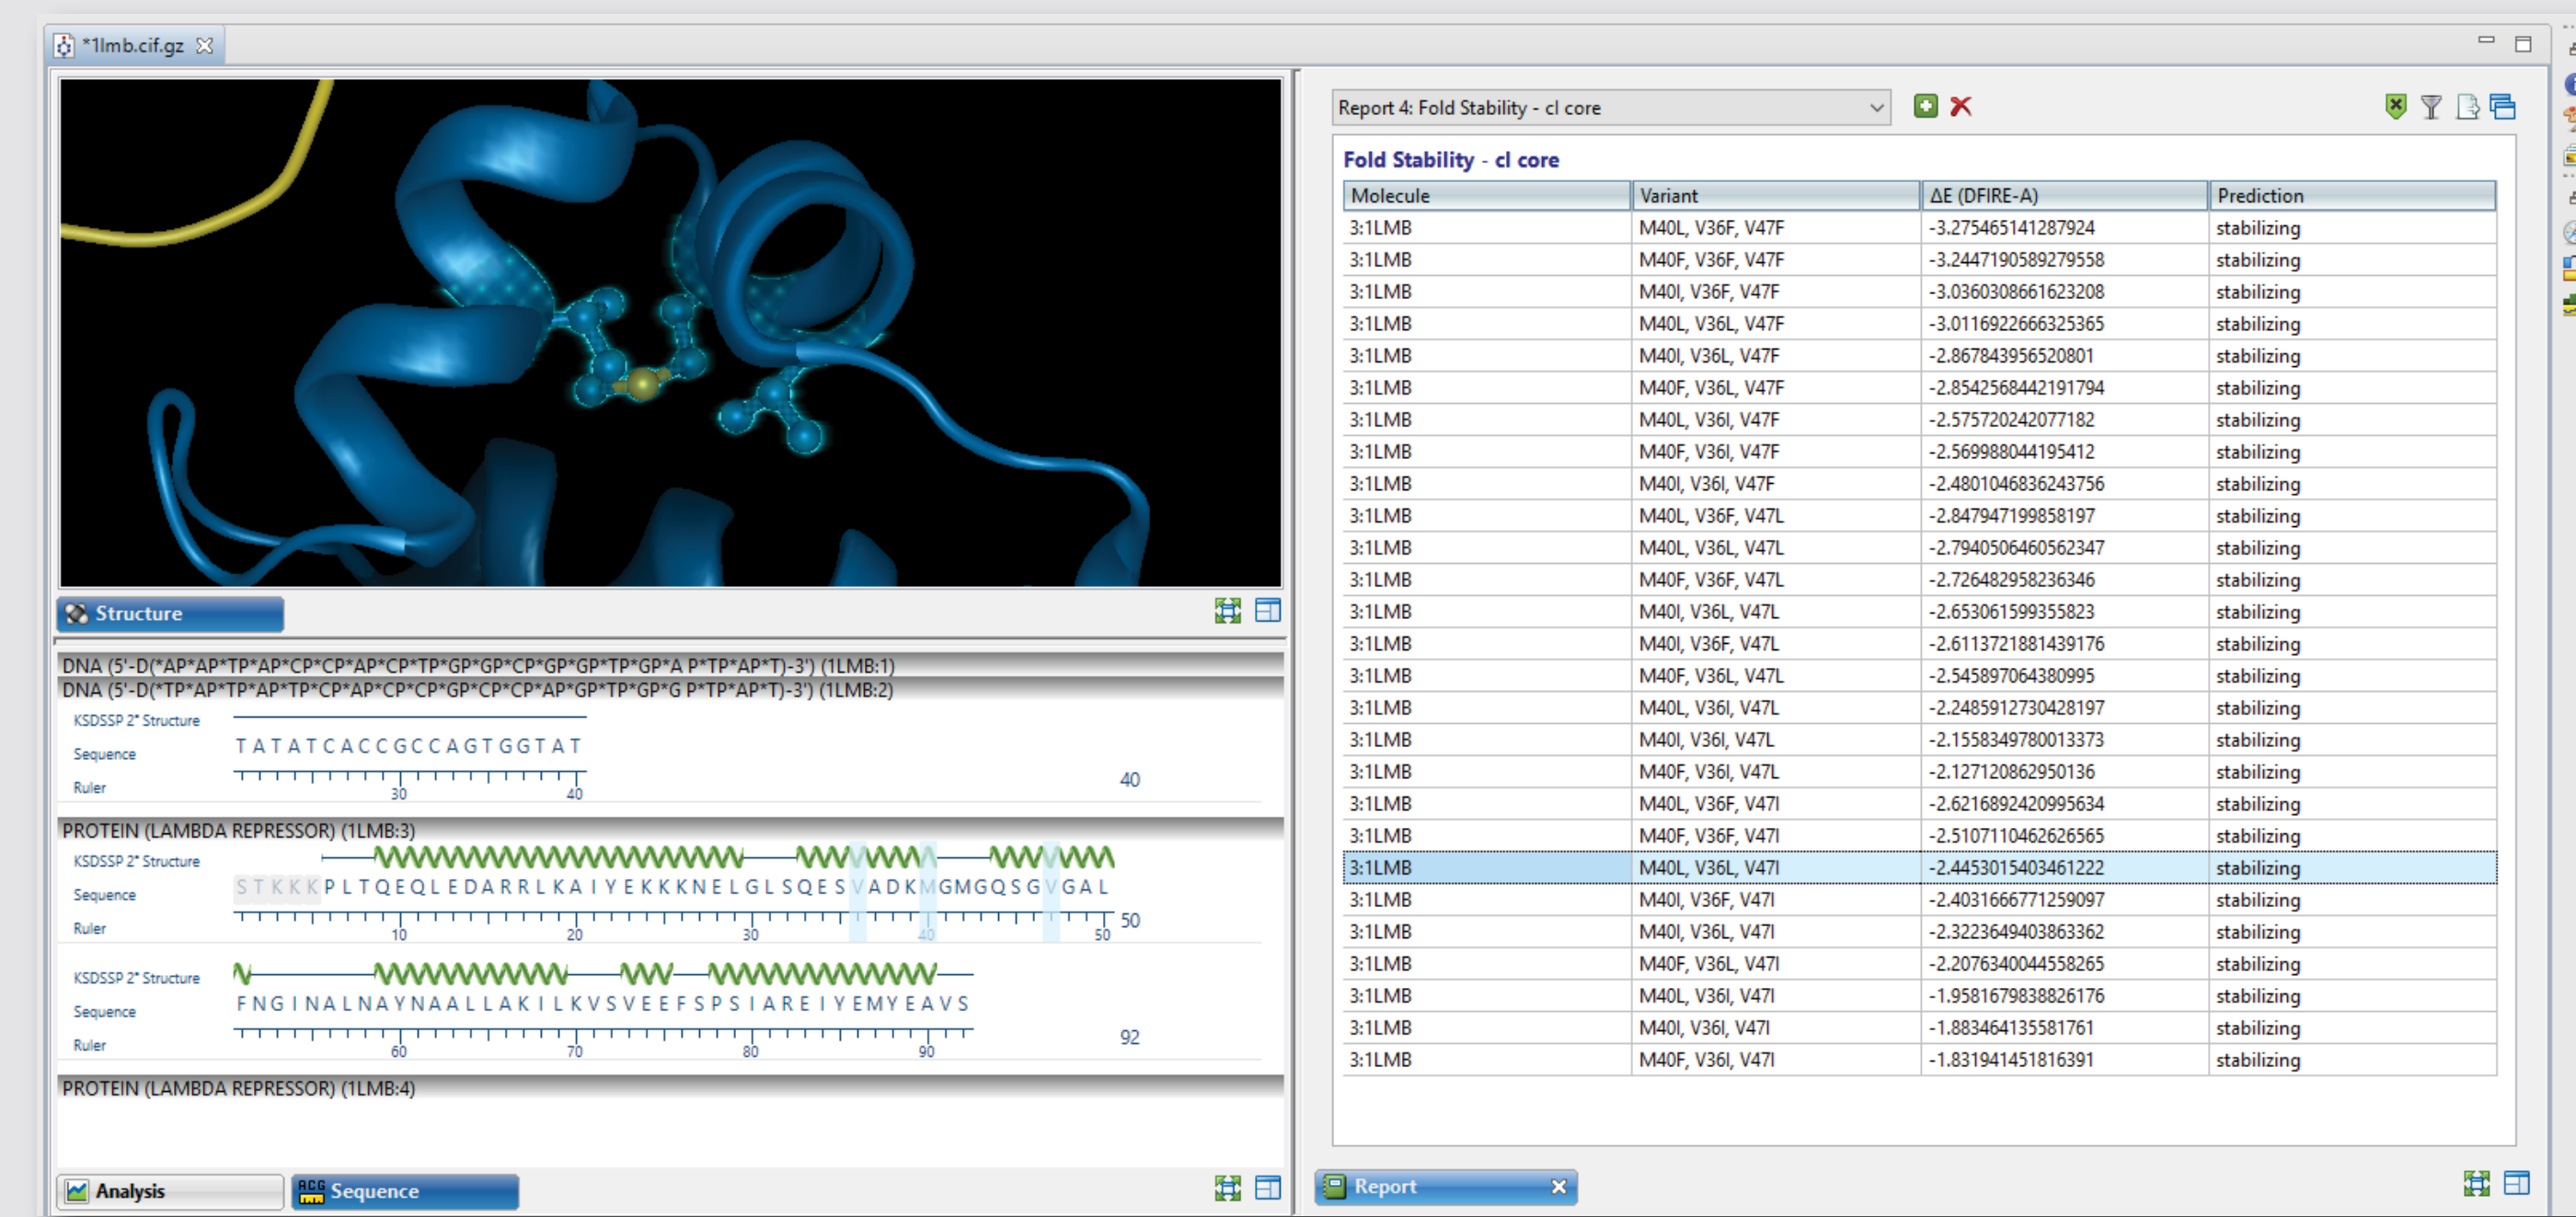 *1lmb.cif.gz
Structure
DNA (5'-D(*AP*AP*TP*AP*CP*CP*AP*CP*TP*GP*GP*CP*GP*GP*TP*GP*A P*TP*AP*T)-3') (1LMB:1)
DNA (5'-D(*TP*AP*TP*AP*TP*CP*AP*CP*CP*GP*CP*CP*AP*GP*TP*GP*G P*TP*AP*T)-3') (1LMB:2)
KSDSSP 2° Structure
Sequence TATATCACCGCCAGTGGTAT
Ruler 30 40 40
PROTEIN (LAMBDA REPRESSOR) (1LMB:3)
KSDSSP 2° Structure
Sequence STKKKPLTQEQLEDARRLKAIYEKKKNELGLSQESVADKMGMGQSGVGAL
Ruler 10 20 30 40 50 50
KSDSSP 2° Structure
Sequence FNGINALNAYNAALLAKILKVSVEEFSPSIAREIYEMYEAVS
Ruler 60 70 80 90 92
PROTEIN (LAMBDA REPRESSOR) (1LMB:4)
Analysis
ACG Sequence
Report 4: Fold Stability - cl core
Fold Stability - cl core
Molecule Variant ΔE (DFIRE-A) Prediction
3:1LMB M40L, V36F, V47F -3.275465141287924 stabilizing
3:1LMB M40F, V36F, V47F -3.2447190589279558 stabilizing
3:1LMB M40I, V36F, V47F -3.0360308661623208 stabilizing
3:1LMB M40L, V36L, V47F -3.0116922666325365 stabilizing
3:1LMB M40I, V36L, V47F -2.867843956520801 stabilizing
3:1LMB M40F, V36L, V47F -2.8542568442191794 stabilizing
3:1LMB M40L, V36I, V47F -2.575720242077182 stabilizing
3:1LMB M40F, V36I, V47F -2.569988044195412 stabilizing
3:1LMB M40I, V36I, V47F -2.4801046836243756 stabilizing
3:1LMB M40L, V36F, V47L -2.847947199858197 stabilizing
3:1LMB M40L, V36L, V47L -2.7940506460562347 stabilizing
3:1LMB M40F, V36F, V47L -2.726482958236346 stabilizing
3:1LMB M40I, V36L, V47L -2.653061599355823 stabilizing
3:1LMB M40I, V36F, V47L -2.6113721881439176 stabilizing
3:1LMB M40F, V36L, V47L -2.545897064380995 stabilizing
3:1LMB M40L, V36I, V47L -2.2485912730428197 stabilizing
3:1LMB M40I, V36I, V47L -2.1558349780013373 stabilizing
3:1LMB M40F, V36I, V47L -2.127120862950136 stabilizing
3:1LMB M40L, V36F, V47I -2.6216892420995634 stabilizing
3:1LMB M40F, V36F, V47I -2.5107110462626565 stabilizing
3:1LMB M40L, V36L, V47I -2.4453015403461222 stabilizing
3:1LMB M40I, V36F, V47I -2.4031666771259097 stabilizing
3:1LMB M40I, V36L, V47I -2.3223649403863362 stabilizing
3:1LMB M40F, V36L, V47I -2.2076340044558265 stabilizing
3:1LMB M40L, V36I, V47I -1.9581679838826176 stabilizing
3:1LMB M40I, V36I, V47I -1.883464135581761 stabilizing
3:1LMB M40F, V36I, V47I -1.831941451816391 stabilizing
Report